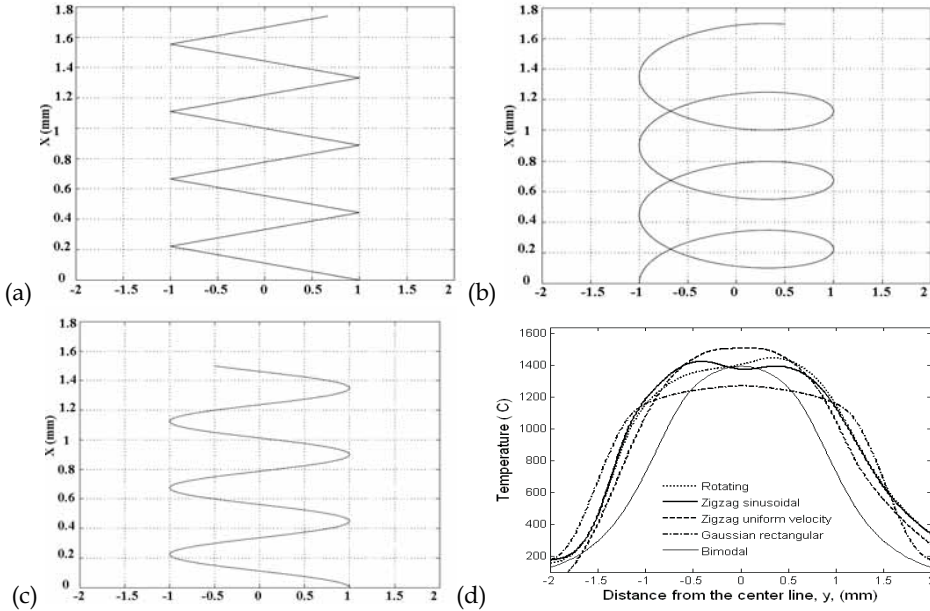 1.8
1.6
1.4
1.2
1
0.8
0.6
0.4
0.2
0
X (mm)
-2 -1.5 -1 -0.5 0 0.5 1 1.5 2
(a)
1.8
1.6
1.4
1.2
1
0.8
0.6
0.4
0.2
0
X (mm)
-2 -1.5 -1 -0.5 0 0.5 1 1.5 2
(b)
1.8
1.6
1.4
1.2
1
0.8
0.6
0.4
0.2
0
X (mm)
-2 -1.5 -1 -0.5 0 0.5 1 1.5 2
(c)
1600
1400
1200
1000
800
600
400
200
Temperature ( C)
Rotating
Zigzag sinusoidal
Zigzag uniform velocity
Gaussian rectangular
Bimodal
-2 -1.5 -1 -0.5 0 0.5 1 1.5 2
Distance from the center line, y, (mm)
(d)